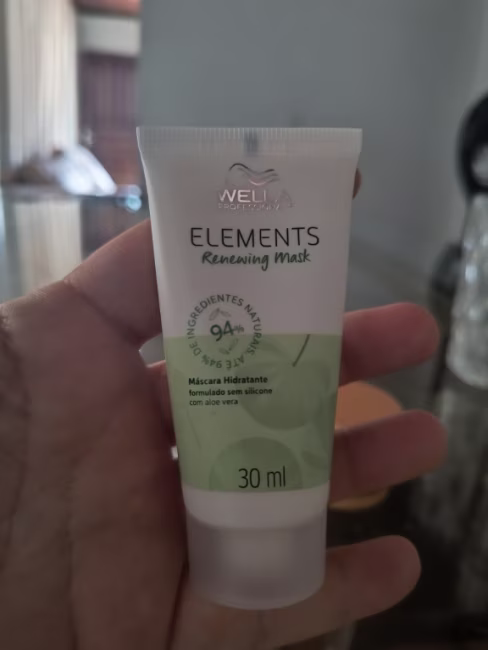 WELLA
PROFESSIONALS
ELEMENTS
Renewing Mask
ATÉ 94% DE INGREDIENTES NATURAIS.
94%
Máscara Hidratante
formulado sem silicone
com aloe vera
30 ml